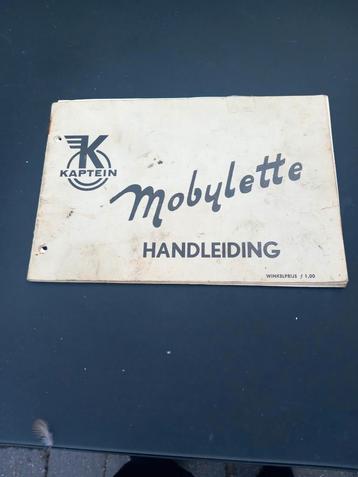 K
KAPTEIN
Mobylette
HANDLEIDING
WINKELPRIJS ƒ 1,00